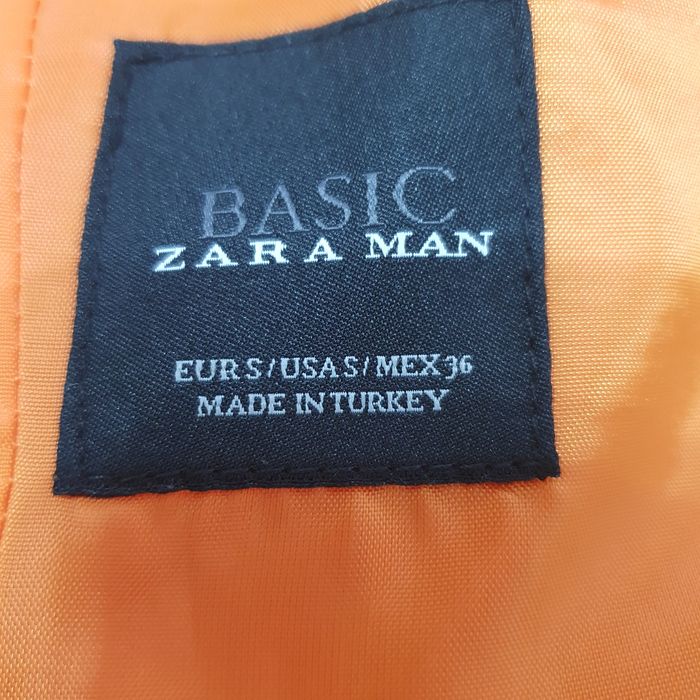 BASIC
ZARA MAN
EUR S/USA S/MEX 36
MADE IN TURKEY